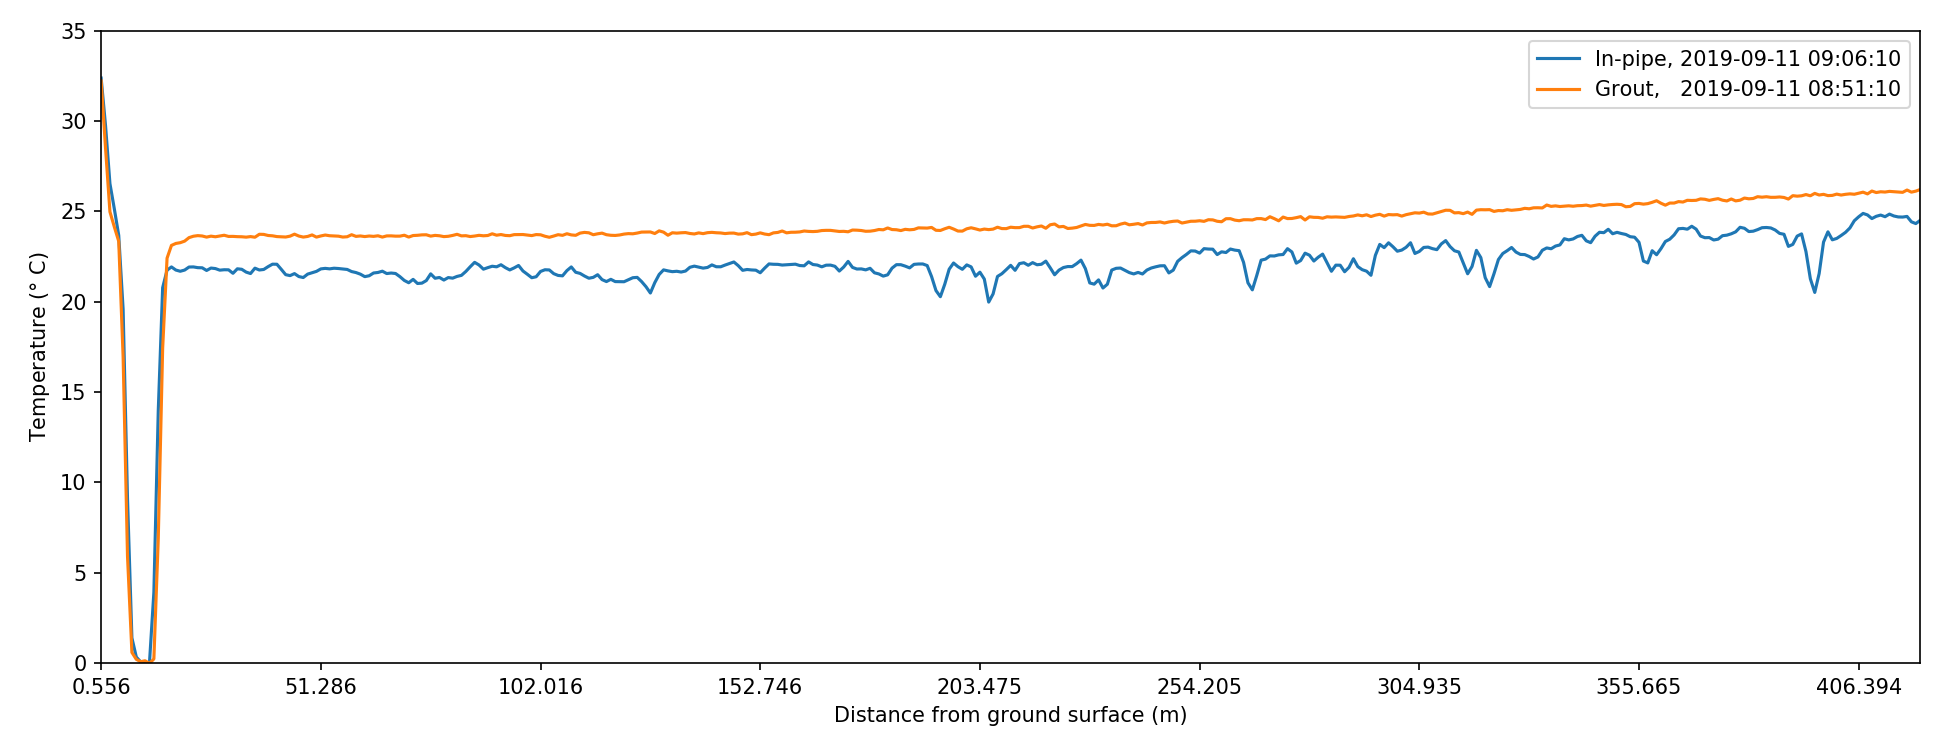 35
30
25
20
15
10
5
0
Temperature (° C)
In-pipe, 2019-09-11 09:06:10
Grout,   2019-09-11 08:51:10
0.556 51.286 102.016 152.746 203.475 254.205 304.935 355.665 406.394
Distance from ground surface (m)